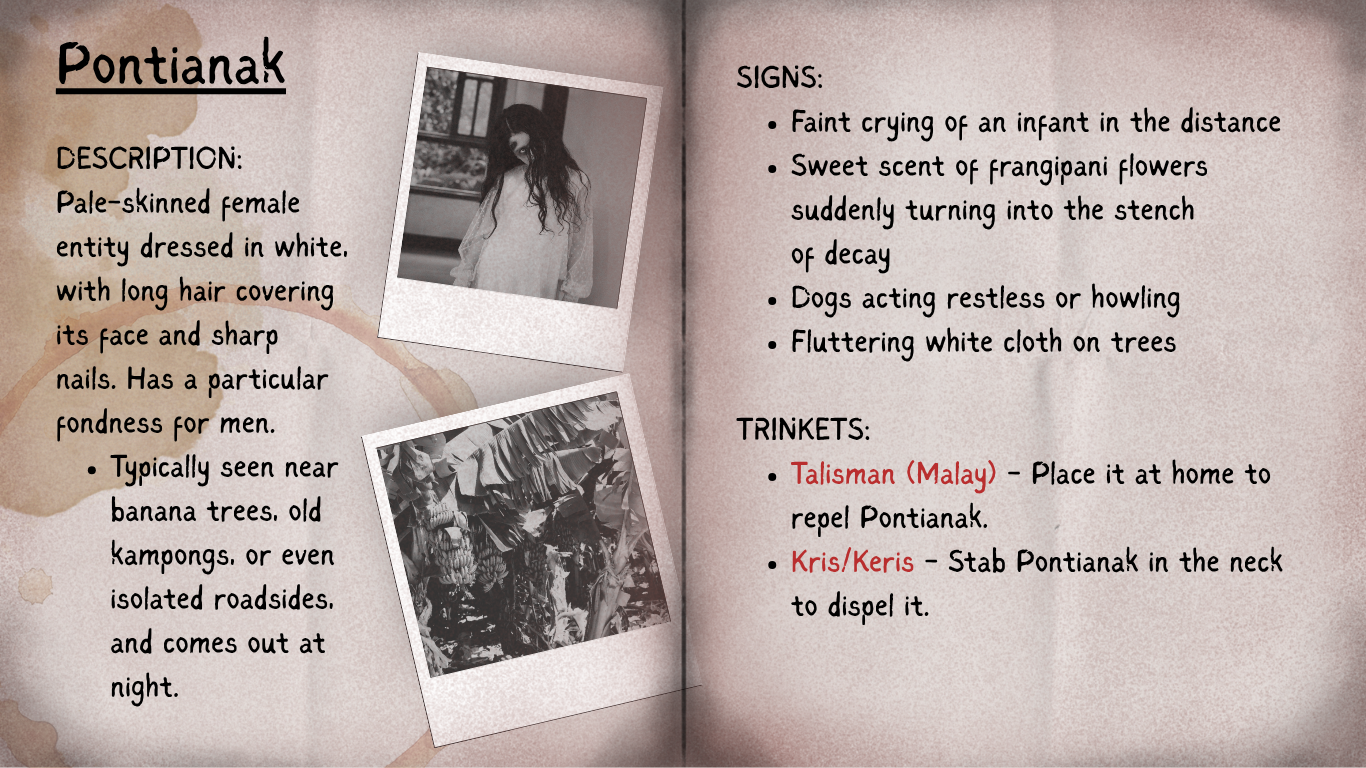 Pontianak
DESCRIPTION:
Pale-skinned female
entity dressed in white,
with long hair covering
its face and sharp
nails. Has a particular
fondness for men.
• Typically seen near
banana trees, old
kampongs, or even
isolated roadsides,
and comes out at
night.
SIGNS:
• Faint crying of an infant in the distance
• Sweet scent of frangipani flowers
suddenly turning into the stench
of decay
• Dogs acting restless or howling
• Fluttering white cloth on trees
TRINKETS:
• Talisman (Malay) - Place it at home to
repel Pontianak.
• Kris/Keris - Stab Pontianak in the neck
to dispel it.